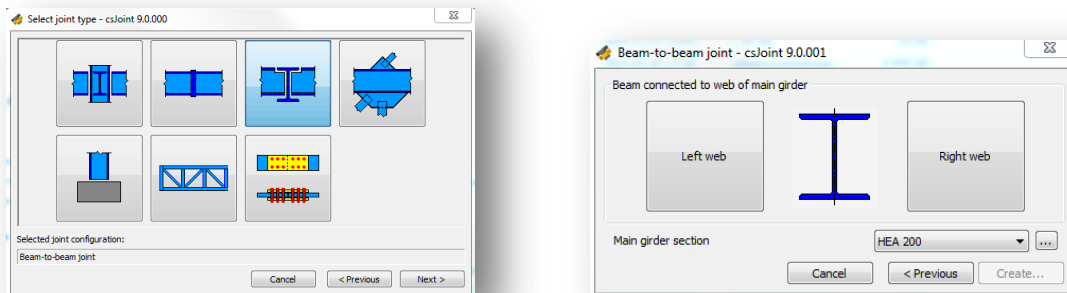 Select joint type - csJoint 9.0.000
Selected joint configuration:
Beam-to-beam joint
Cancel
< Previous
Next >
Beam-to-beam joint - csJoint 9.0.001
Beam connected to web of main girder
Left web
Right web
Main girder section
HEA 200
...
Cancel
< Previous
Create...